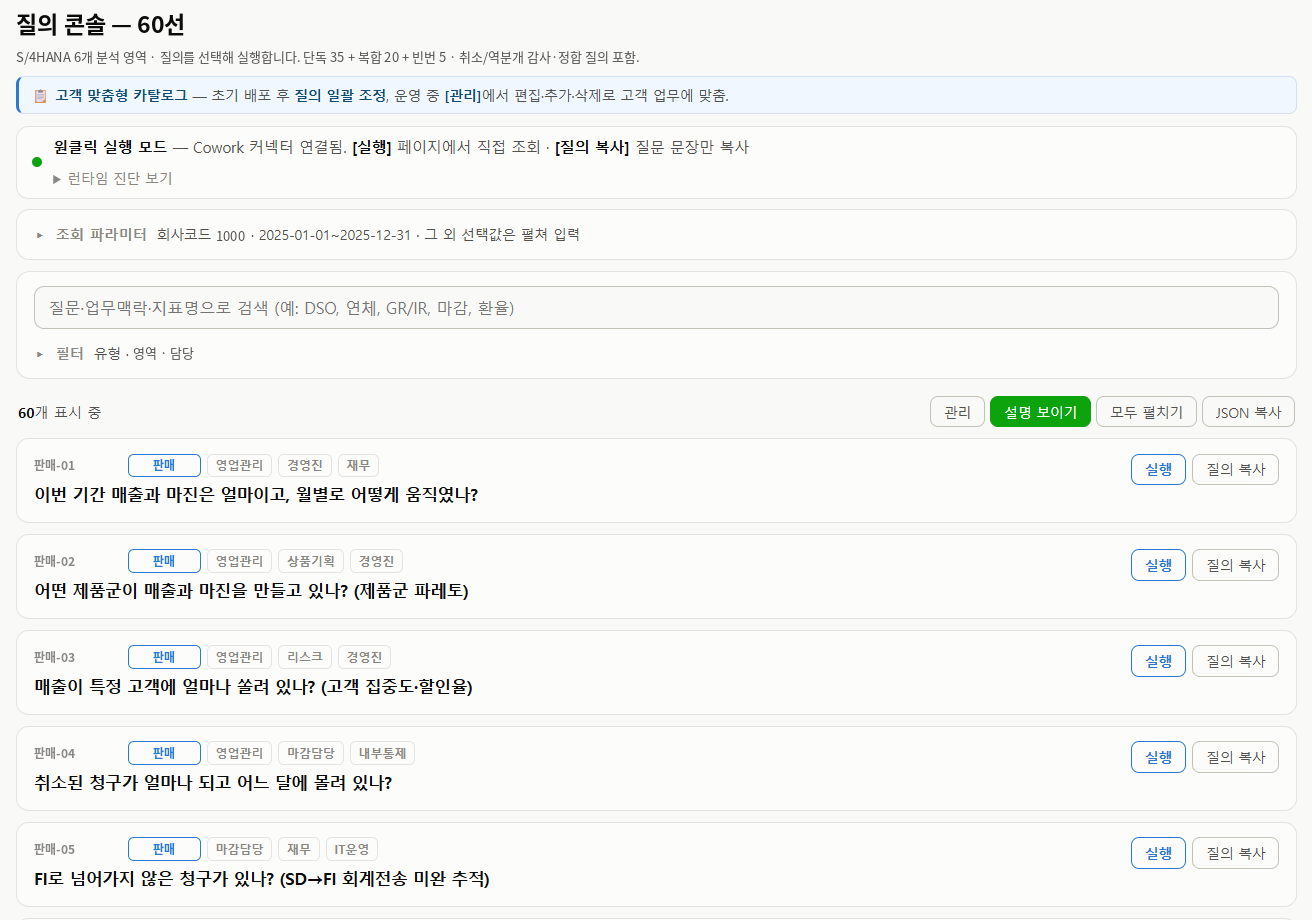 질의 콘솔 — 60선
S/4HANA 6개 분석 영역 · 질의를 선택해 실행합니다. 단독 35 + 복합 20 + 빈번 5 · 취소/역분개 감사·정합 질의 포함.
📋 고객 맞춤형 카탈로그 — 초기 배포 후 질의 일괄 조정, 운영 중 [관리]에서 편집·추가·삭제로 고객 업무에 맞춤.
원클릭 실행 모드 — Cowork 커넥터 연결됨. [실행] 페이지에서 직접 조회 · [질의 복사] 질문 문장만 복사
▶ 런타임 진단 보기
▸ 조회 파라미터 회사코드 1000 · 2025-01-01~2025-12-31 · 그 외 선택값은 펼쳐 입력
질문·업무맥락·지표명으로 검색 (예: DSO, 연체, GR/IR, 마감, 환율)
▸ 필터 유형 · 영역 · 담당
60개 표시 중 관리 설명 보이기 모두 펼치기 JSON 복사
판매-01 판매 영업관리 경영진 재무 실행 질의 복사
이번 기간 매출과 마진은 얼마이고, 월별로 어떻게 움직였나?
판매-02 판매 영업관리 상품기획 경영진 실행 질의 복사
어떤 제품군이 매출과 마진을 만들고 있나? (제품군 파레토)
판매-03 판매 영업관리 리스크 경영진 실행 질의 복사
매출이 특정 고객에 얼마나 쏠려 있나? (고객 집중도·할인율)
판매-04 판매 영업관리 마감담당 내부통제 실행 질의 복사
취소된 청구가 얼마나 되고 어느 달에 몰려 있나?
판매-05 판매 마감담당 재무 IT운영 실행 질의 복사
FI로 넘어가지 않은 청구가 있나? (SD→FI 회계전송 미완 추적)